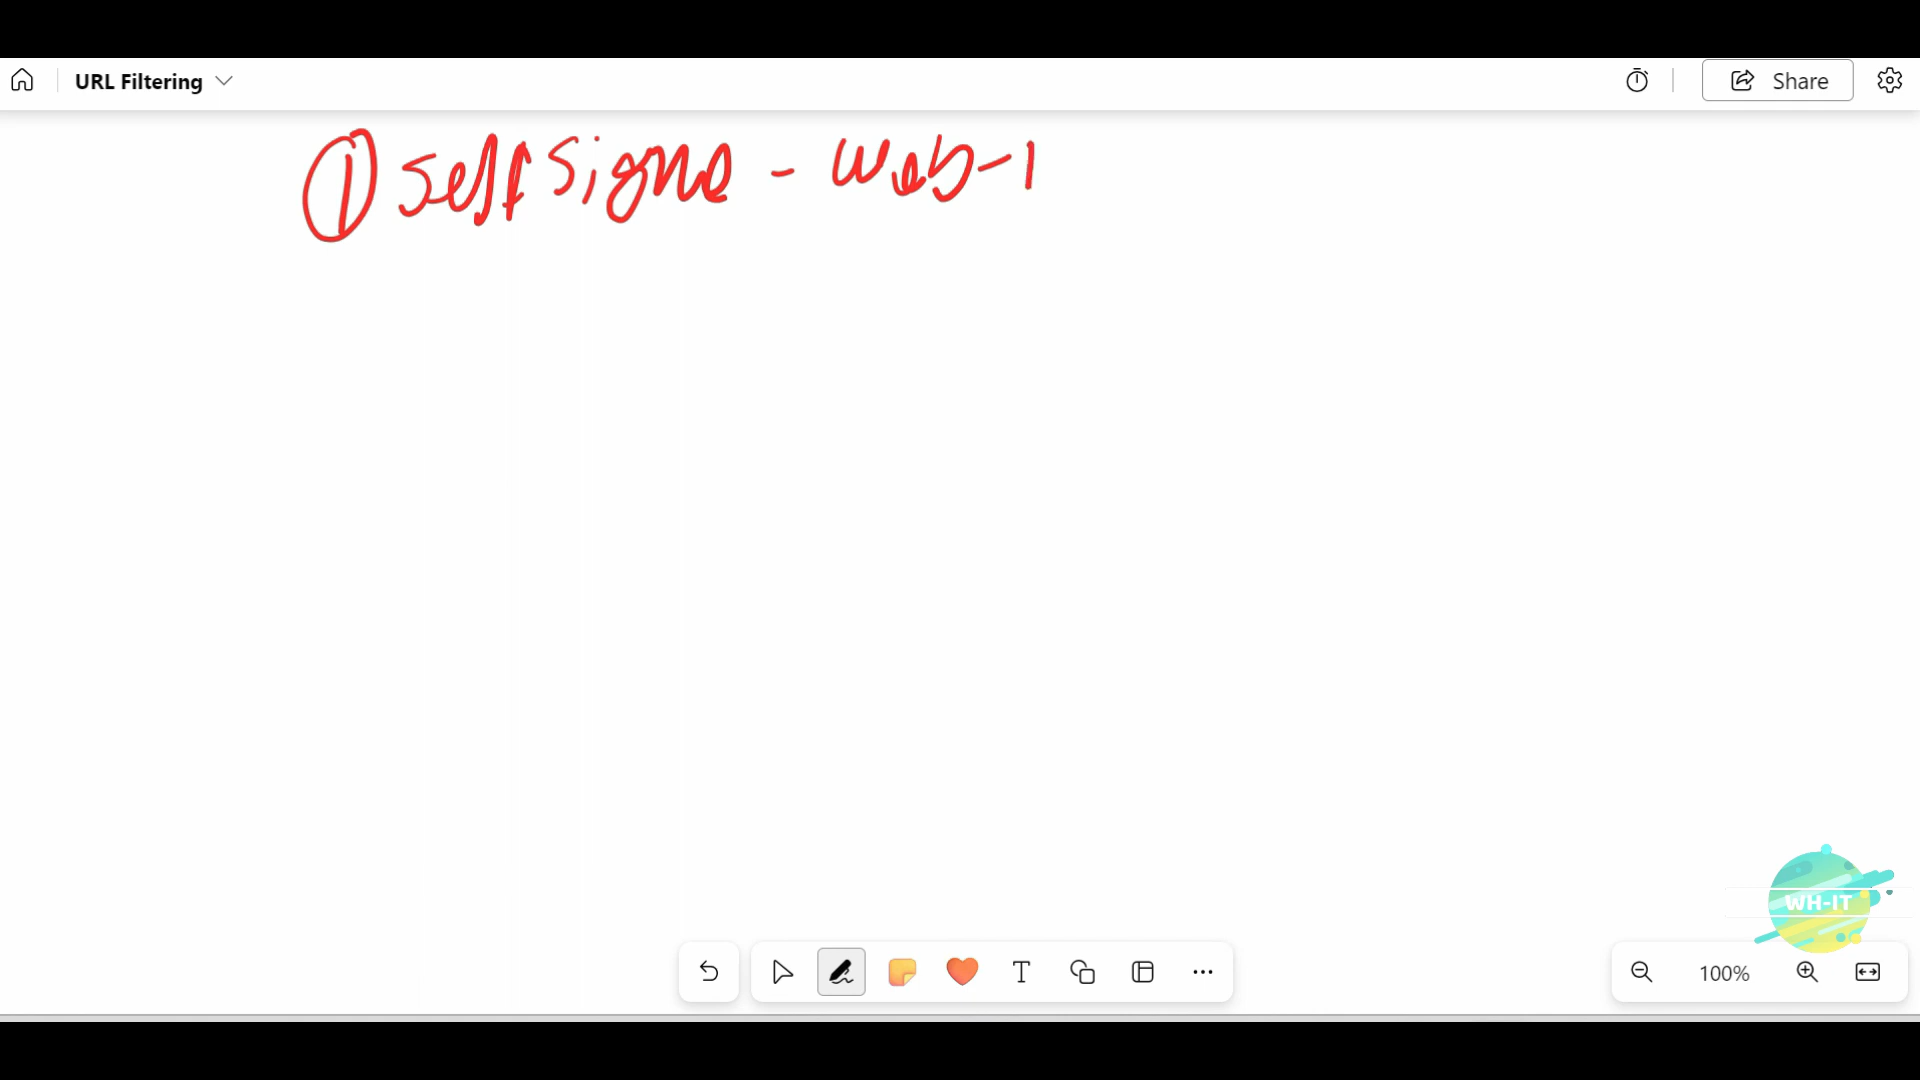 URL Filtering
Share
① Self Signe - Web-1
WH-IT
100%